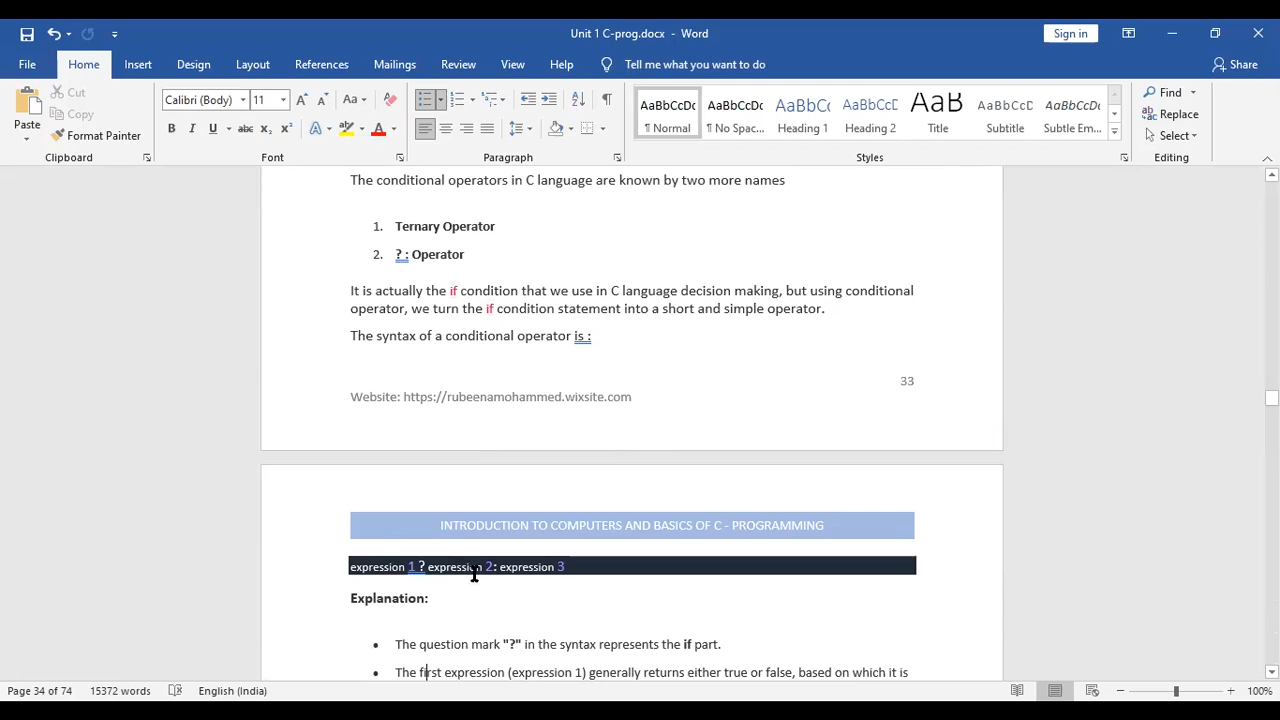 Unit 1 C-prog.docx - Word
Sign in
File Home Insert Design Layout References Mailings Review View Help Tell me what you want to do Share
Paste
Cut
Copy
Format Painter
Clipboard
Calibri (Body) 11
Aa
B I U abc x₂ x²
A
A
Font
Paragraph
AaBbCcDc AaBbCcDc AaBbCc AaBbCcD AaB AaBbCcD AaBbCcDc
¶ Normal ¶ No Spac... Heading 1 Heading 2 Title Subtitle Subtle Em...
Styles
Find
Replace
Select
Editing
The conditional operators in C language are known by two more names
1. Ternary Operator
2. ? : Operator
It is actually the if condition that we use in C language decision making, but using conditional
operator, we turn the if condition statement into a short and simple operator.
The syntax of a conditional operator is :
33
Website: https://rubeenamohammed.wixsite.com
INTRODUCTION TO COMPUTERS AND BASICS OF C - PROGRAMMING
expression 1 ? expression 2: expression 3
Explanation:
• The question mark "?" in the syntax represents the if part.
• The first expression (expression 1) generally returns either true or false, based on which it is
Page 34 of 74 15372 words English (India) 100%